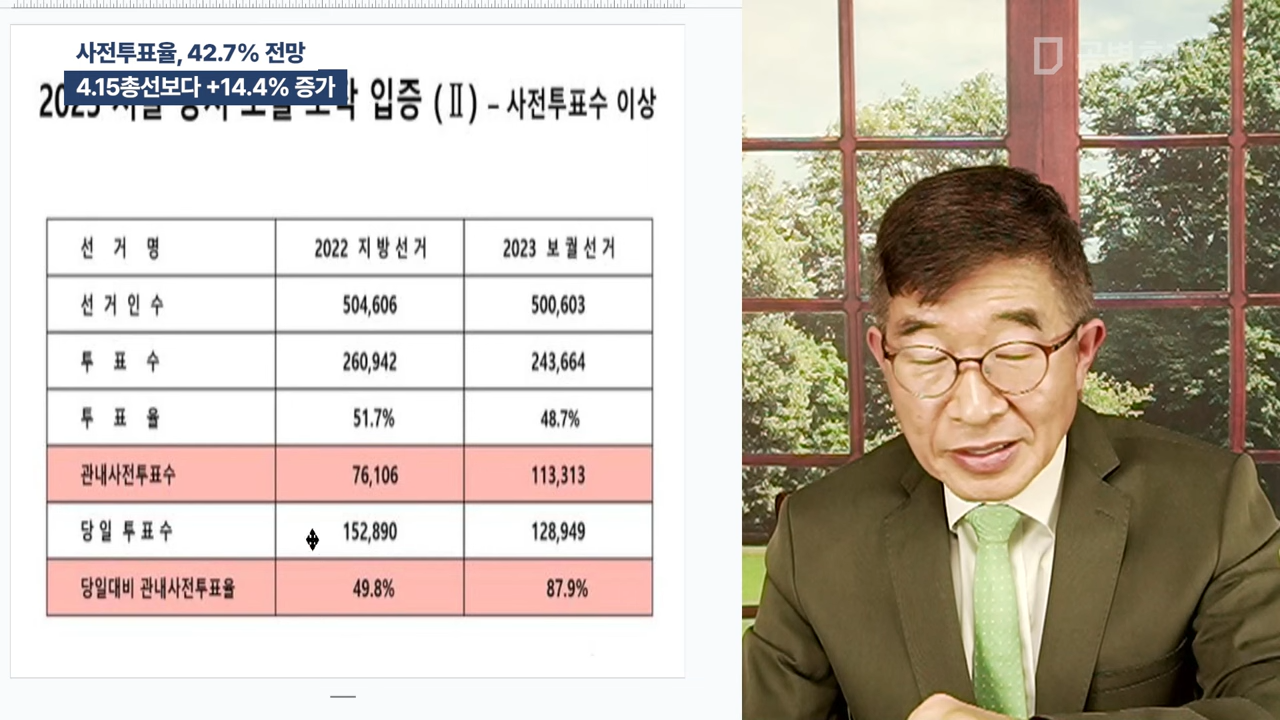 사전투표율, 42.7% 전망
4.15총선보다 +14.4% 증가
입증 (Ⅱ) – 사전투표수 이상
선 거 명 2022 지방선거 2023 보궐선거
선 거 인 수 504,606 500,603
투 표 수 260,942 243,664
투 표 율 51.7% 48.7%
관내사전투표수 76,106 113,313
당 일 투 표 수 152,890 128,949
당일대비 관내사전투표율 49.8% 87.9%